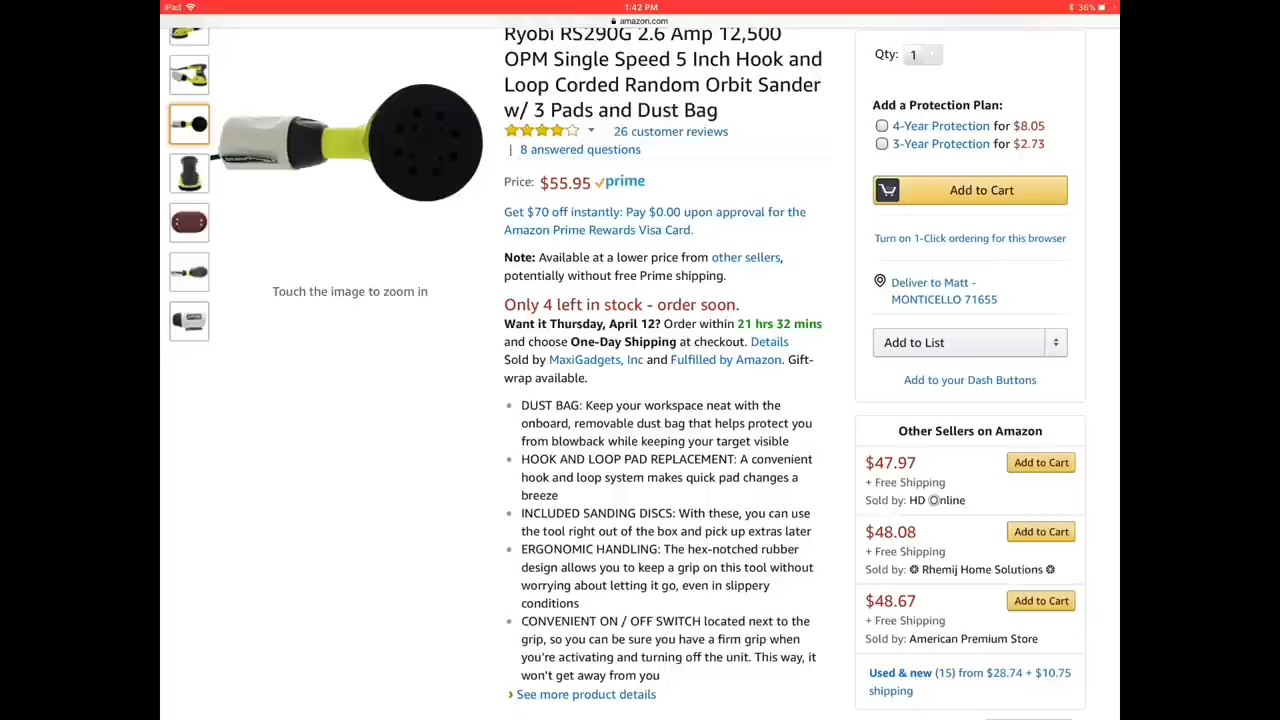 iPad
1:42 PM
36%
amazon.com
Ryobi RS290G 2.6 Amp 12,500
OPM Single Speed 5 Inch Hook and
Loop Corded Random Orbit Sander
w/ 3 Pads and Dust Bag
26 customer reviews
| 8 answered questions
Price: $55.95 prime
Get $70 off instantly: Pay $0.00 upon approval for the
Amazon Prime Rewards Visa Card.
Note: Available at a lower price from other sellers,
potentially without free Prime shipping.
Only 4 left in stock - order soon.
Want it Thursday, April 12? Order within 21 hrs 32 mins
and choose One-Day Shipping at checkout. Details
Sold by MaxiGadgets, Inc and Fulfilled by Amazon. Gift-
wrap available.
DUST BAG: Keep your workspace neat with the
onboard, removable dust bag that helps protect you
from blowback while keeping your target visible
HOOK AND LOOP PAD REPLACEMENT: A convenient
hook and loop system makes quick pad changes a
breeze
INCLUDED SANDING DISCS: With these, you can use
the tool right out of the box and pick up extras later
ERGONOMIC HANDLING: The hex-notched rubber
design allows you to keep a grip on this tool without
worrying about letting it go, even in slippery
conditions
CONVENIENT ON / OFF SWITCH located next to the
grip, so you can be sure you have a firm grip when
you're activating and turning off the unit. This way, it
won't get away from you
› See more product details
Touch the image to zoom in
Qty: 1
Add a Protection Plan:
4-Year Protection for $8.05
3-Year Protection for $2.73
Add to Cart
Turn on 1-Click ordering for this browser
Deliver to Matt -
MONTICELLO 71655
Add to List
Add to your Dash Buttons
Other Sellers on Amazon
$47.97 Add to Cart
+ Free Shipping
Sold by: HD Online
$48.08 Add to Cart
+ Free Shipping
Sold by: ❂ Rhemij Home Solutions ❂
$48.67 Add to Cart
+ Free Shipping
Sold by: American Premium Store
Used & new (15) from $28.74 + $10.75
shipping